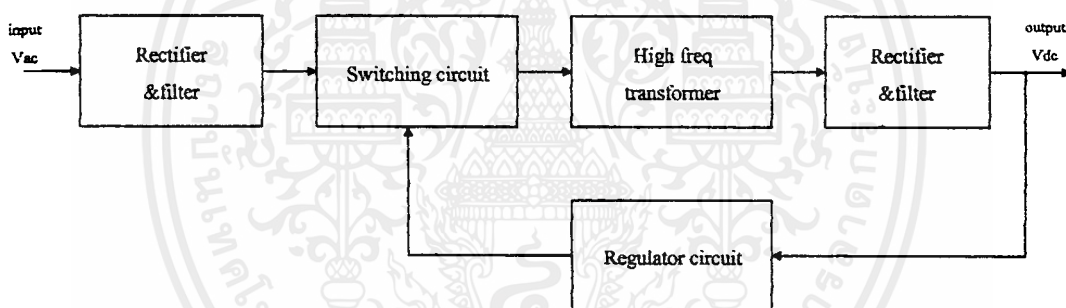 input
Vac
Rectifier
&filter
Switching circuit
High freq
transformer
Rectifier
&filter
output
Vdc
Regulator circuit